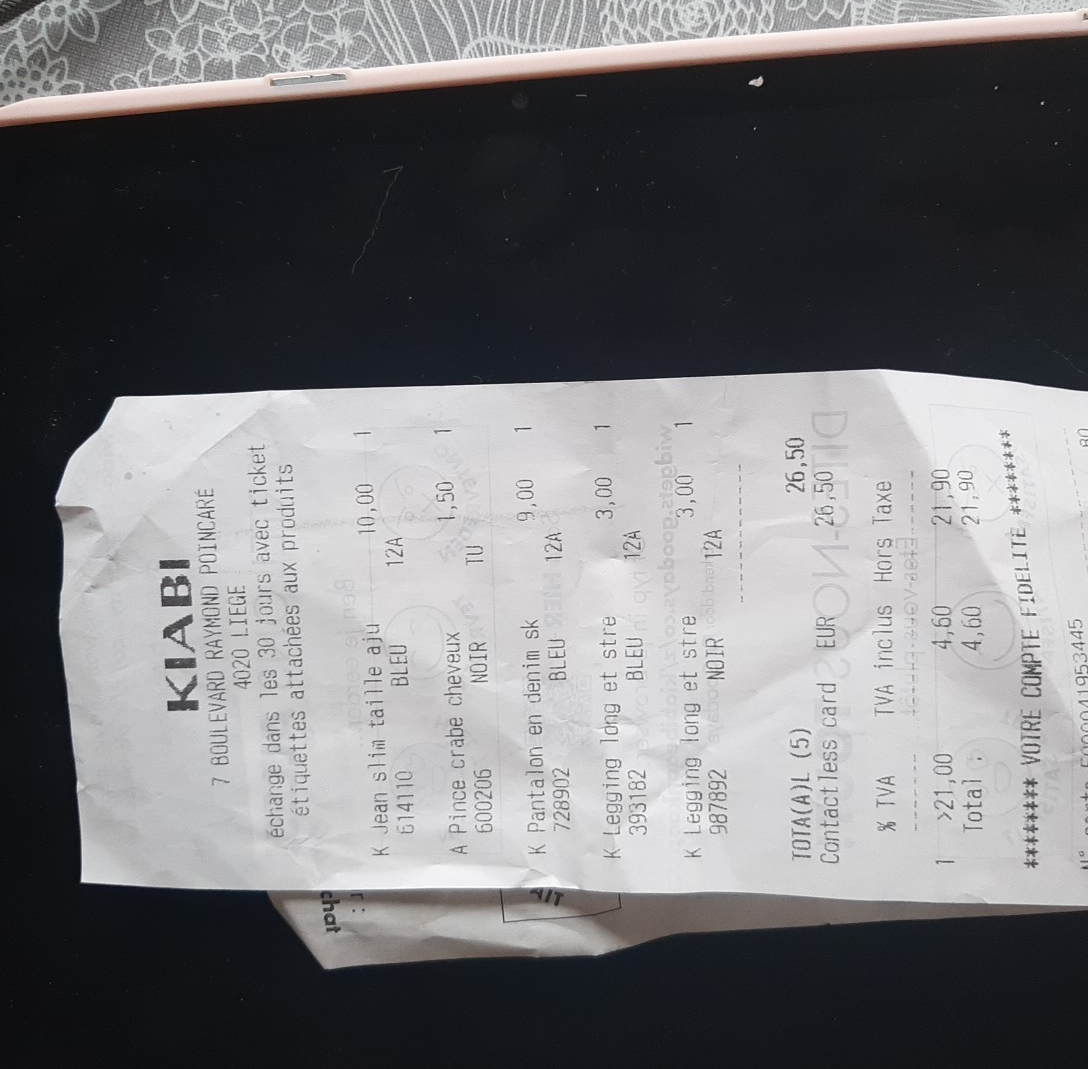 KIABI
7 BOULEVARD RAYMOND POINCARÉ
4020 LIEGE
échange dans les 30 jours avec ticket
étiquettes attachées aux produits
K Jean slim taille aju 10,00 1
614110 BLEU 12A
A Pince crabe cheveux 1,50 1
600206 NOIR TU
K Pantalon en denim sk 9,00 1
728902 BLEU 12A
K Legging long et stre 3,00 1
393182 BLEU 12A
K Legging long et stre 3,00 1
987892 NOIR 12A
--------------
TOTA(A)L (5) 26,50
Contact less card EUR 26,50
% TVA TVA inclus Hors Taxe
1 >21,00 4,60 21,90
Total : 4,60 21,90
******** VOTRE COMPTE FIDELITE ********
chat